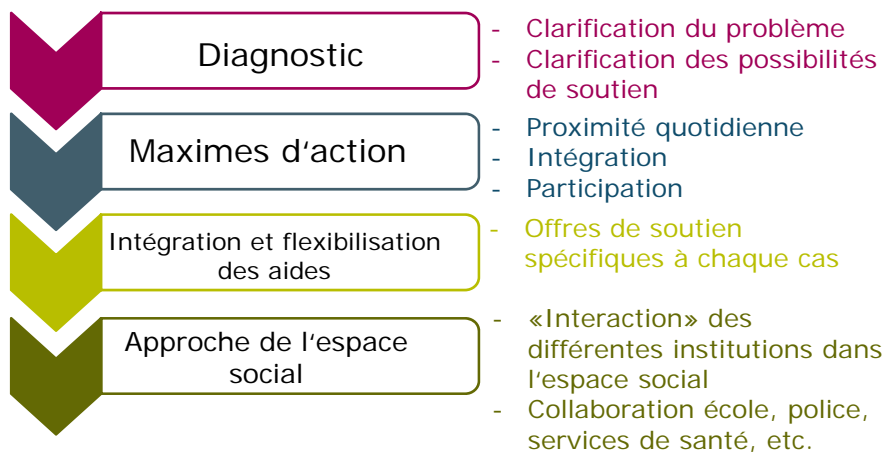 Diagnostic
- Clarification du problème
- Clarification des possibilités
de soutien
Maximes d‘action
- Proximité quotidienne
- Intégration
- Participation
Intégration et flexibilisation
des aides
- Offres de soutien
spécifiques à chaque cas
Approche de l‘espace
social
- «Interaction» des
différentes institutions dans
l‘espace social
- Collaboration école, police,
services de santé, etc.